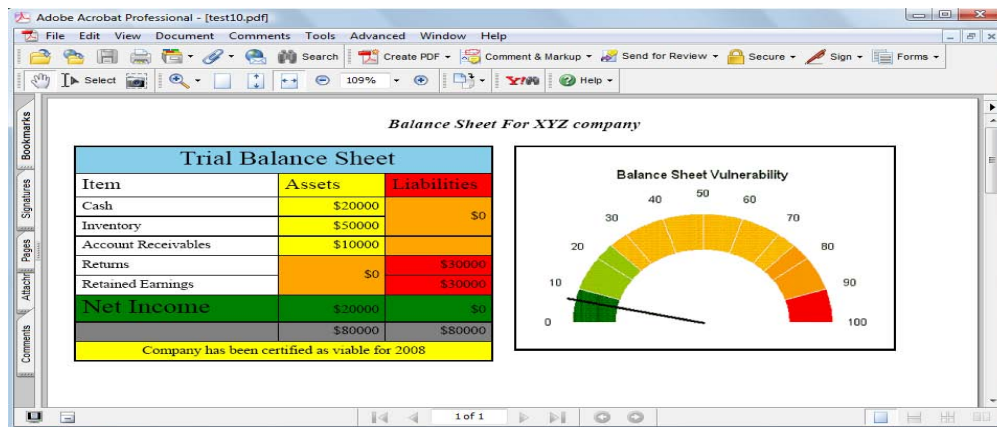 Adobe Acrobat Professional - [test10.pdf]
File Edit View Document Comments Tools Advanced Window Help
Search Create PDF Comment & Markup Send for Review Secure Sign Forms
Select 109% Y! Help
Bookmarks
Signatures
Pages
Attachr
Comments
Balance Sheet For XYZ company
Trial Balance Sheet
Item Assets Liabilities
Cash $20000 $0
Inventory $50000
Account Receivables $10000
Returns $0 $30000
Retained Earnings $30000
Net Income $20000 $0
$80000 $80000
Company has been certified as viable for 2008
Balance Sheet Vulnerability
0 10 20 30 40 50 60 70 80 90 100
1 of 1